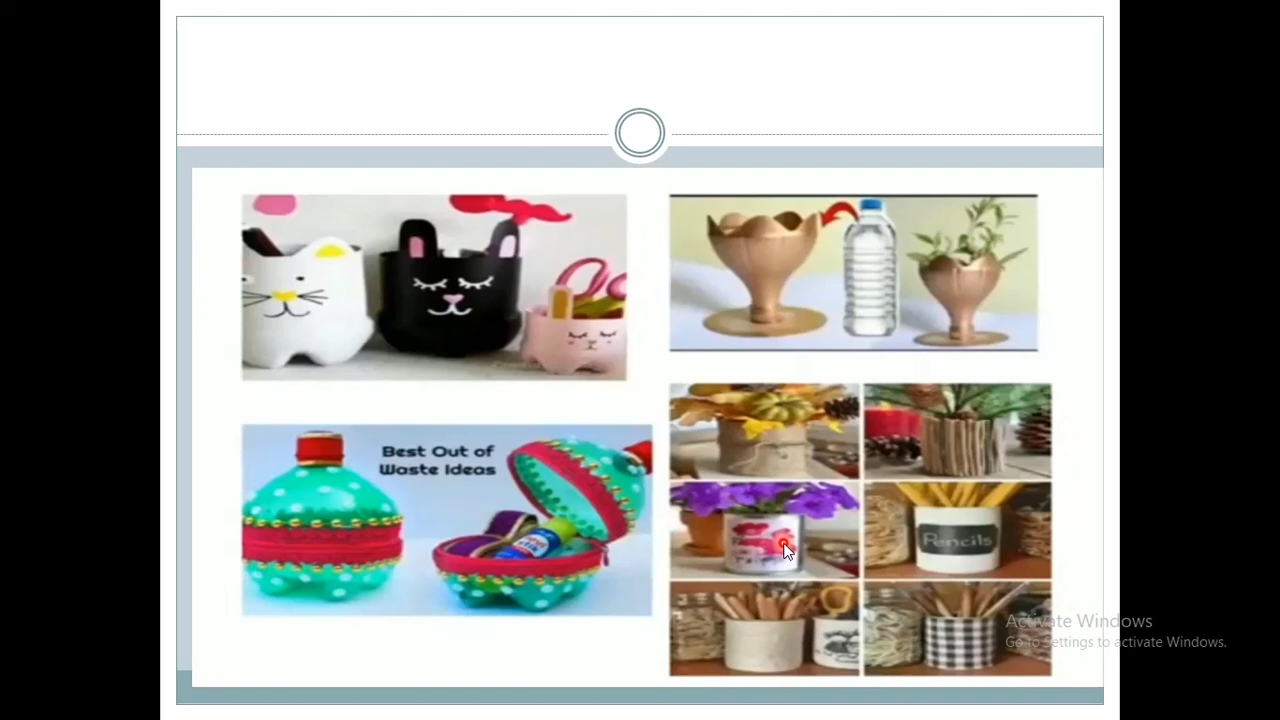 Best Out of
Waste Ideas
Pencils
Activate Windows
Go to Settings to activate Windows.